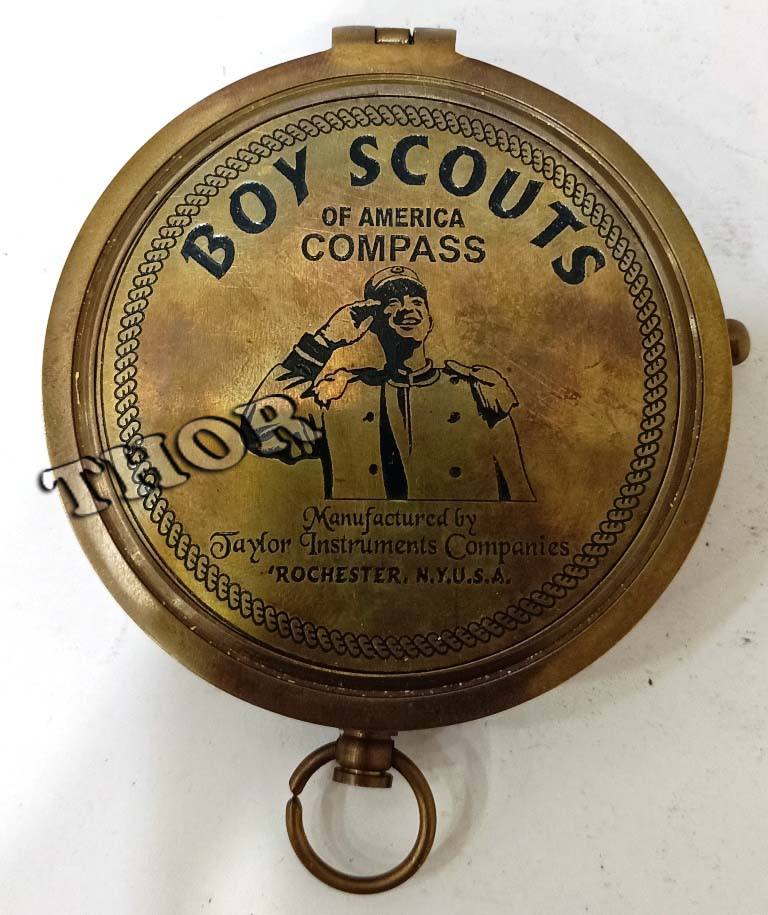 BOY SCOUTS
OF AMERICA
COMPASS
THOR
Manufactured by
Taylor Instruments Companies
'ROCHESTER, N.Y.U.S.A.